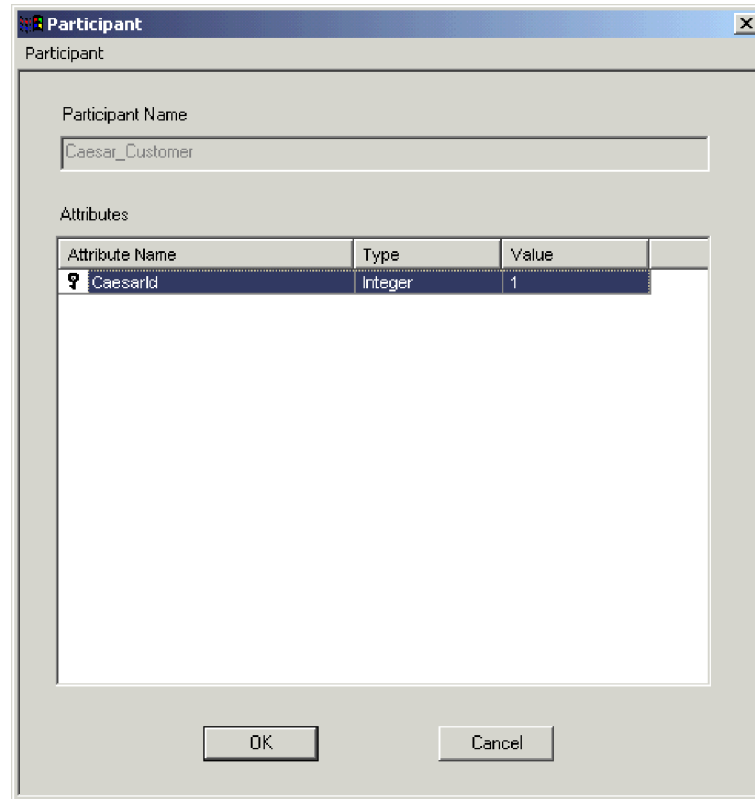 Participant
Participant
Participant Name
Caesar_Customer
Attributes
Attribute Name Type Value
CaesarId Integer 1
OK Cancel